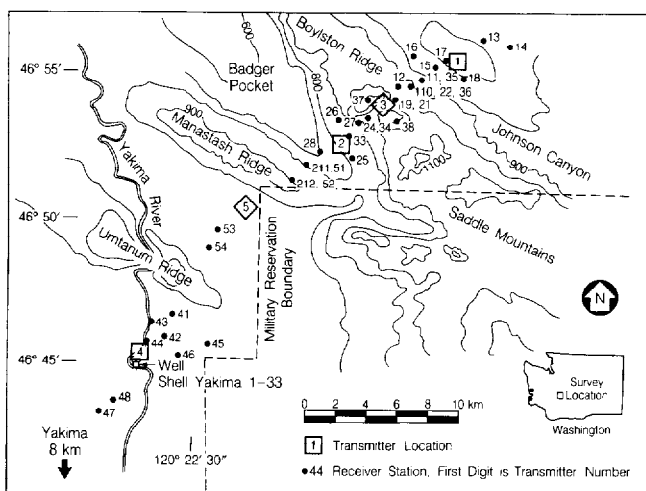 46° 55′
46° 50′
46° 45′
120° 22′ 30″
600
800
900
900
1100
Boylston Ridge
Badger
Pocket
Manastash Ridge
Johnson Canyon
Saddle Mountains
Yakima
River
Umtanum Ridge
Military Reservation
Boundary
13
14
16
17
1
15
18
11, 35
12
110, 22, 36
37
3
19, 21
26
27
24, 34
38
33
2
25
28
211, 51
212, 52
5
53
54
41
43
42
44
4
45
46
Well
Shell Yakima 1-33
48
47
Yakima
8 km
N
Survey
Location
Washington
0 2 4 6 8 10 km
1 Transmitter Location
44 Receiver Station, First Digit is Transmitter Number